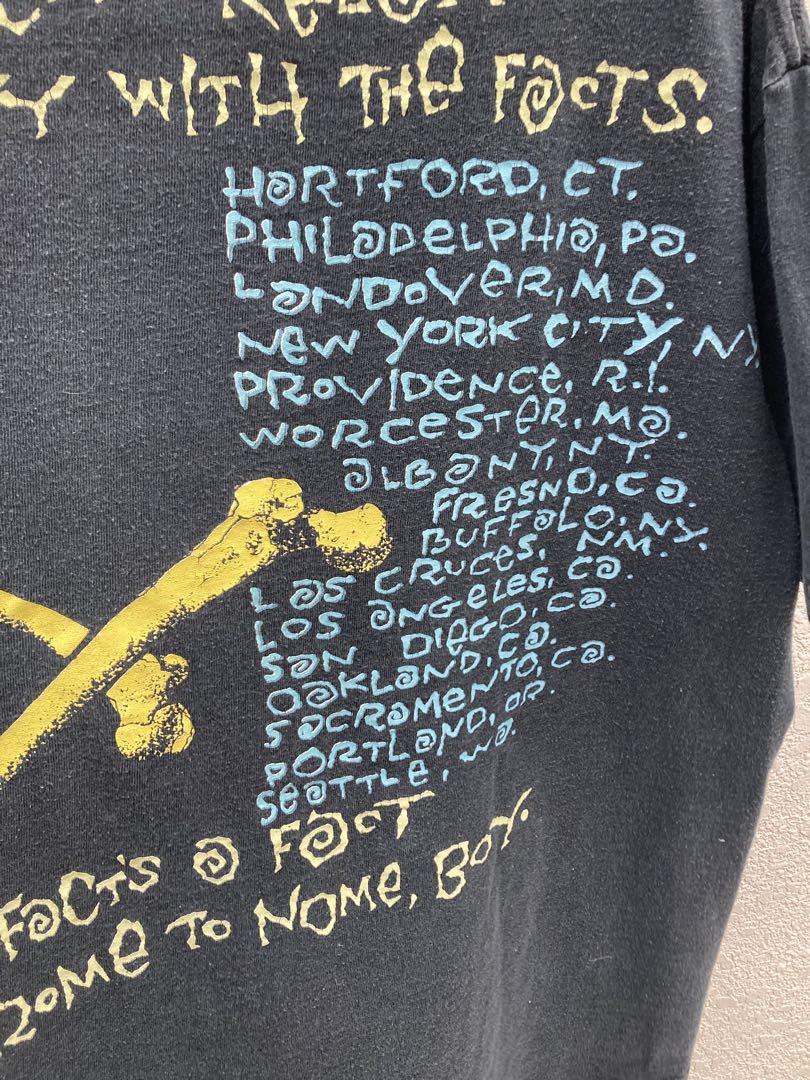 Y WITH THE FACTS.
HARTFORD, CT.
PHILADELPHIA, PA.
LANDOVER, MD.
NEW YORK CITY, NY
PROVIDENCE, R.I.
WORCESTER, MA.
ALBANY, N.Y.
FRESNO, CA.
BUFFALO, NY.
LAS CRUCES, NM.
LOS ANGELES, CA.
SAN DIEGO, CA.
OAKLAND, CA.
SACRAMENTO, CA.
PORTLAND, OR.
SEATTLE, WA.
FACT'S A FACT
ROME TO NOME, BOY.